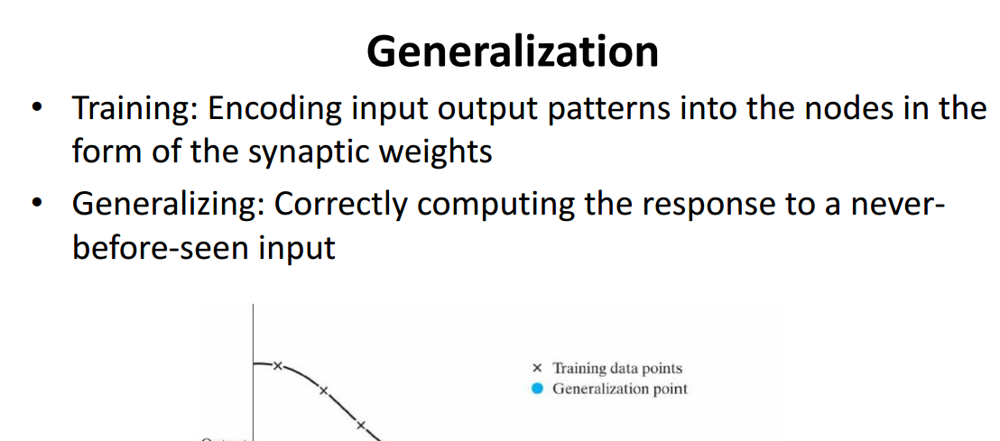 Generalization
• Training: Encoding input output patterns into the nodes in the
form of the synaptic weights
• Generalizing: Correctly computing the response to a never-
before-seen input
× Training data points
Generalization point